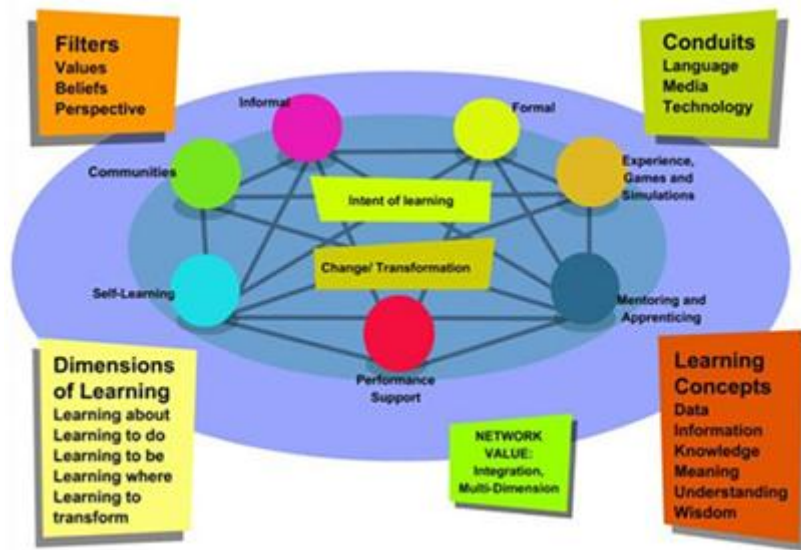 Filters
Values
Beliefs
Perspective
Conduits
Language
Media
Technology
Informal
Formal
Communities
Experience,
Games and
Simulations
Intent of learning
Change/ Transformation
Self-Learning
Mentoring and
Apprenticing
Performance
Support
Dimensions
of Learning
Learning about
Learning to do
Learning to be
Learning where
Learning to
transform
NETWORK
VALUE:
Integration,
Multi-Dimension
Learning
Concepts
Data
Information
Knowledge
Meaning
Understanding
Wisdom